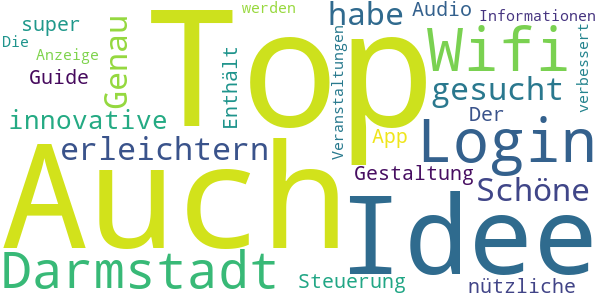 werden
super
Die
Anzeige
Guide
Genau
Top
Enthält
habe
Audio
Informationen
Veranstaltungen
Wifi
verbessert
gesucht
innovative
App
Der
erleichtern
Login
Auch
Gestaltung
Schöne
Idee
Darmstadt
Steuerung
nützliche